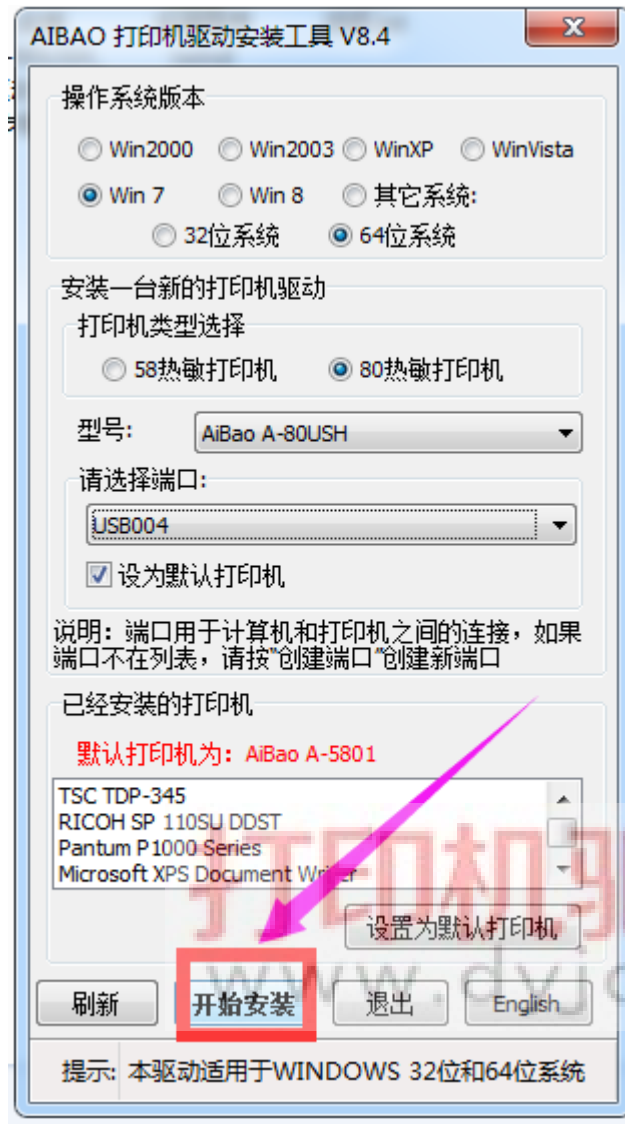 AIBAO 打印机驱动安装工具 V8.4
操作系统版本
Win2000 Win2003 WinXP WinVista
Win 7 Win 8 其它系统:
32位系统 64位系统
安装一台新的打印机驱动
打印机类型选择
58热敏打印机 80热敏打印机
型号: AiBao A-80USH
请选择端口:
USB004
设为默认打印机
说明: 端口用于计算机和打印机之间的连接，如果
端口不在列表，请按"创建端口"创建新端口
已经安装的打印机
默认打印机为: AiBao A-5801
TSC TDP-345
RICOH SP 110SU DDST
Pantum P1000 Series
Microsoft XPS Document Writer
打印机
设置为默认打印机
www.dyjc
刷新 开始安装 退出 English
提示: 本驱动适用于WINDOWS 32位和64位系统